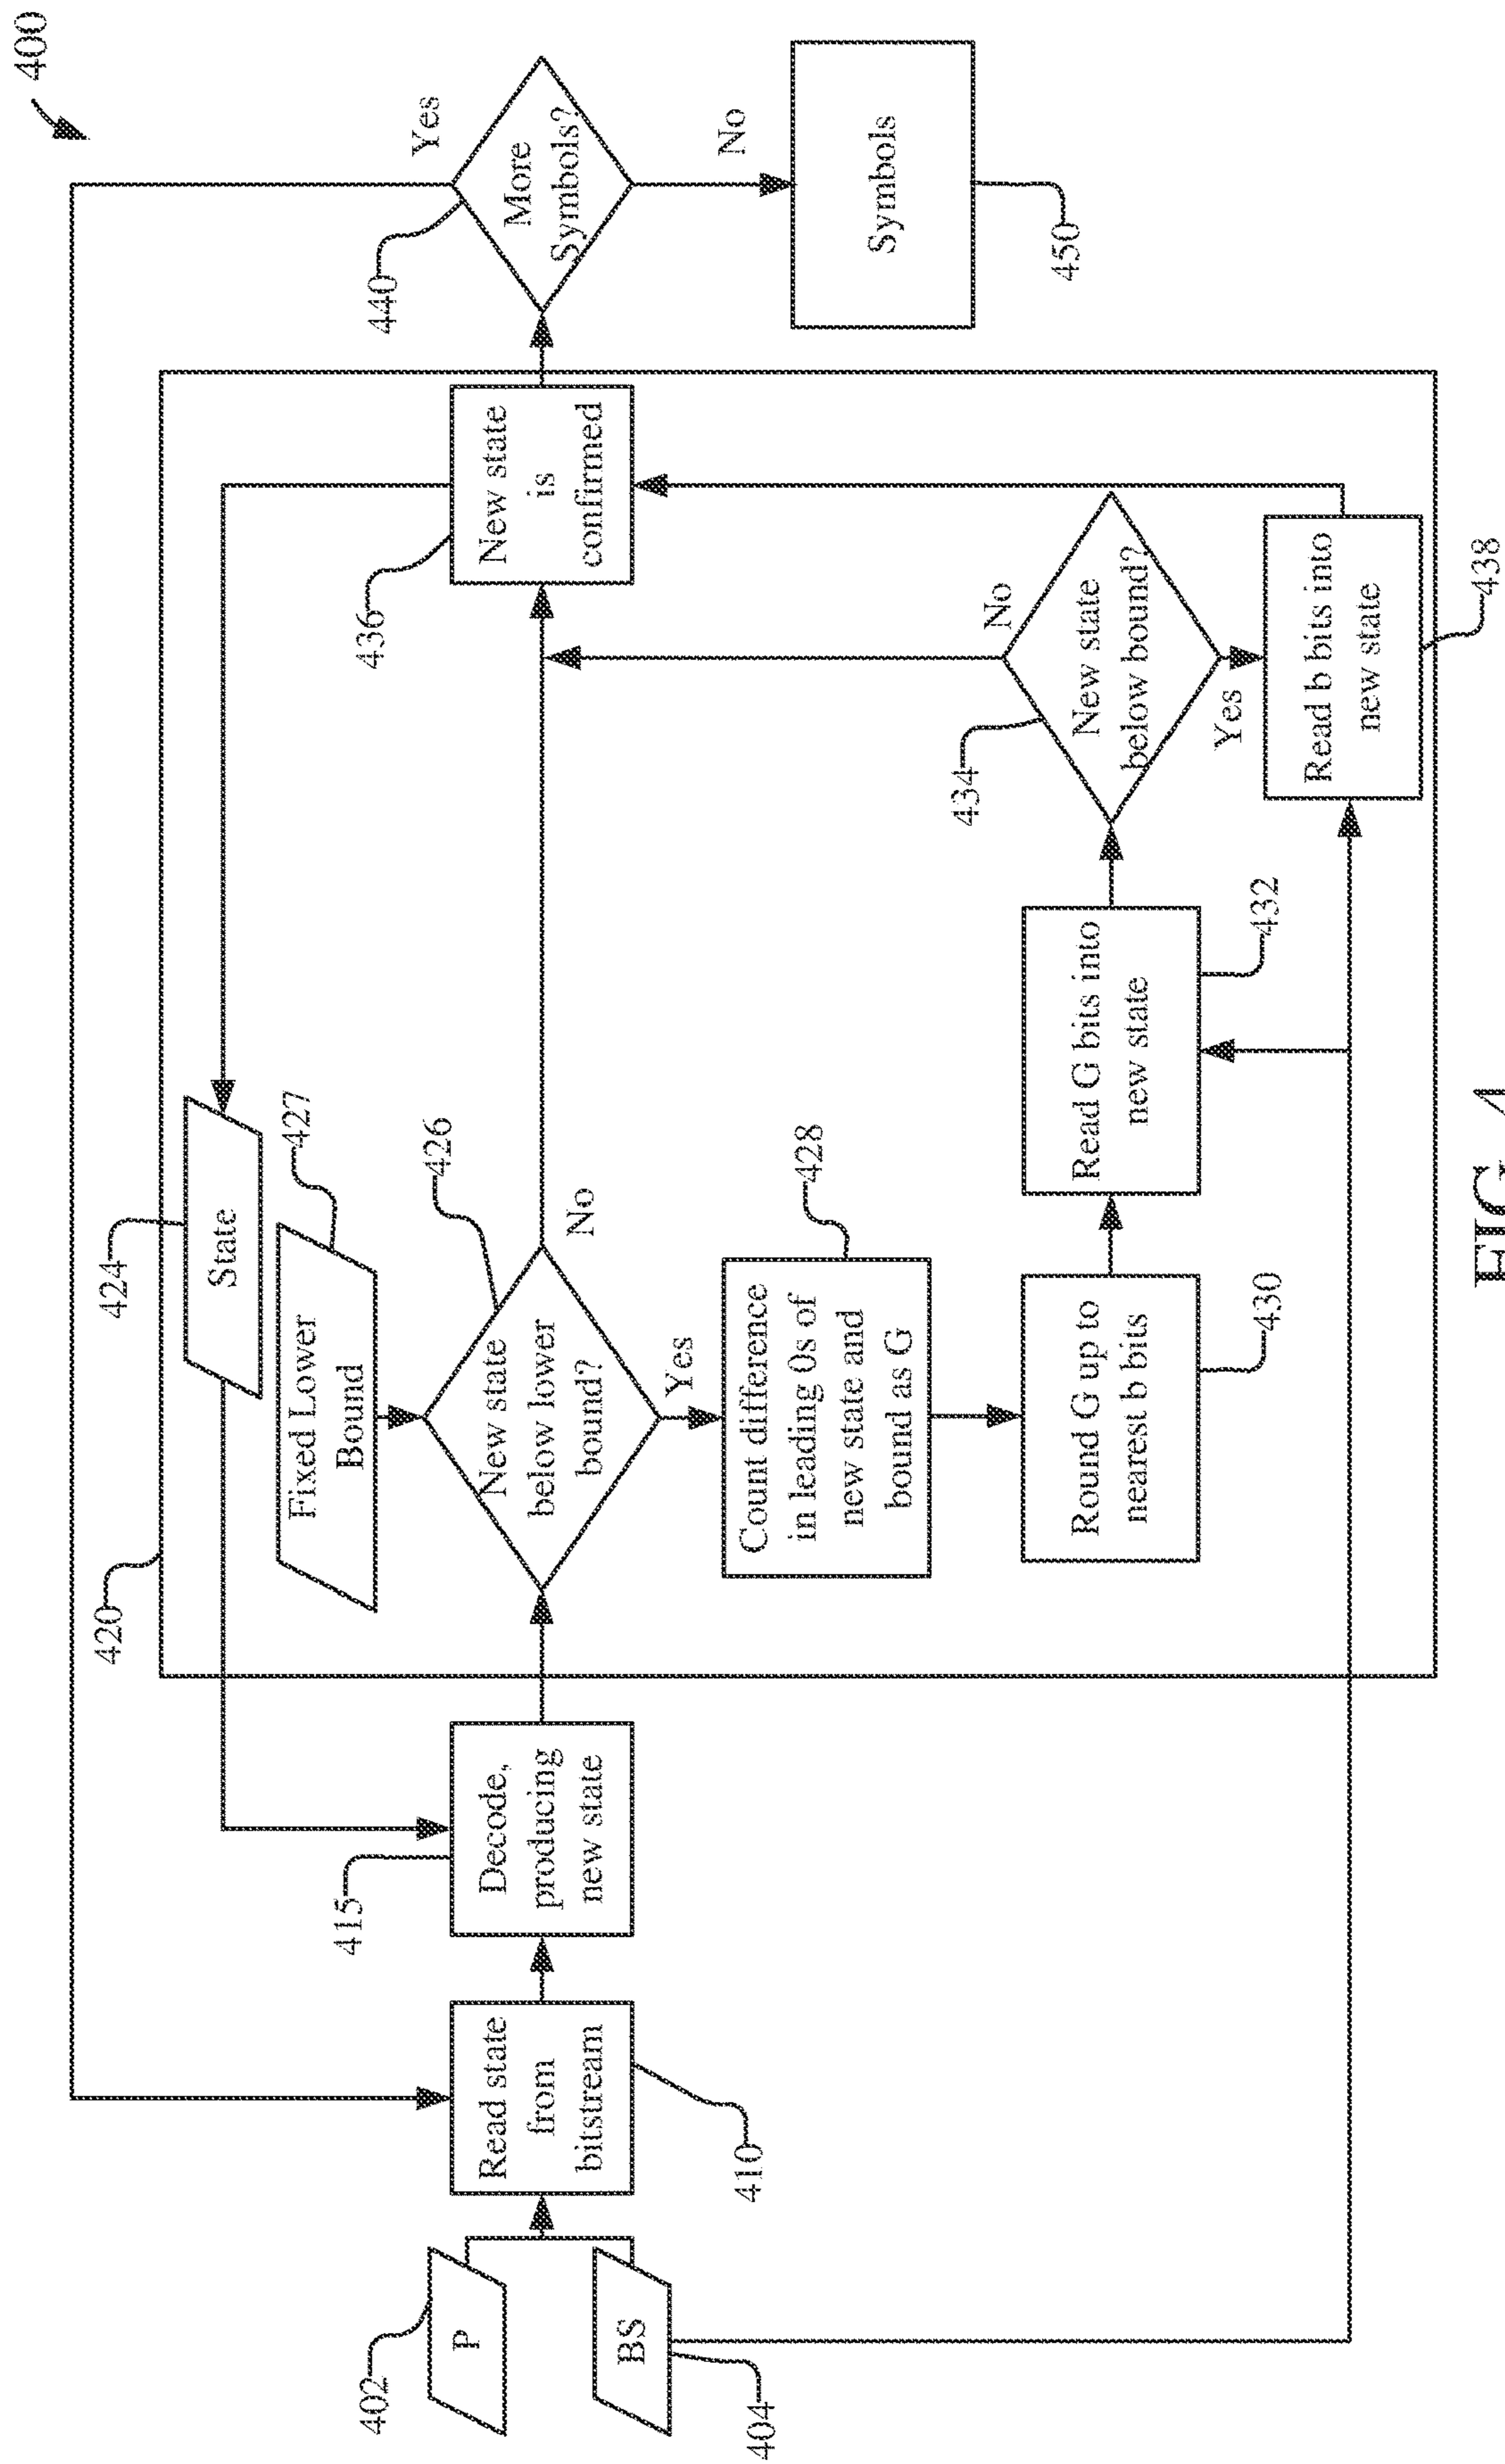 400
420
424
State
427
Fixed Lower
Bound
402
P
BS
404
Read state
from
bitstream
410
415
Decode,
producing
new state
New state
below lower
bound?
426
No
Yes
Count difference
in leading 0s of
new state and
bound as G
428
Round G up to
nearest b bits
430
Read G bits into
new state
432
434
New state
below bound?
No
Yes
Read b bits into
new state
438
436
New state
is
confirmed
440
More
Symbols?
Yes
No
Symbols
450
FIG. 4